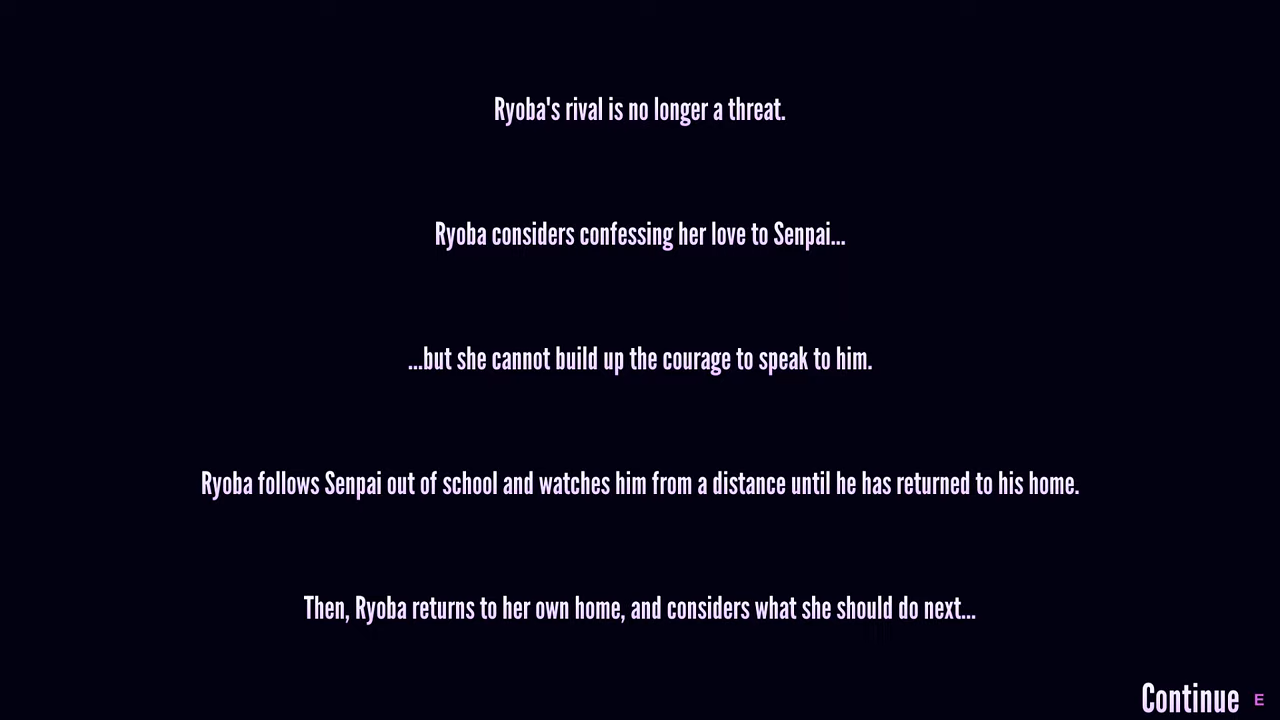 Ryoba's rival is no longer a threat.
Ryoba considers confessing her love to Senpai...
...but she cannot build up the courage to speak to him.
Ryoba follows Senpai out of school and watches him from a distance until he has returned to his home.
Then, Ryoba returns to her own home, and considers what she should do next...
Continue E